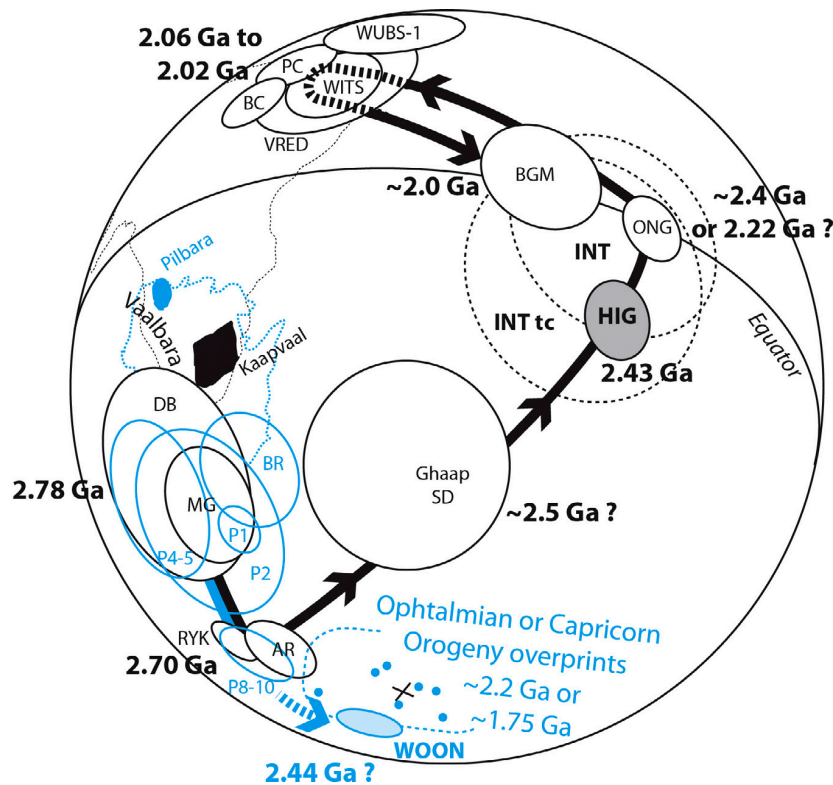 WUBS-1
2.06 Ga to
2.02 Ga
PC
WITS
BC
VRED
BGM
~2.0 Ga
~2.4 Ga
or 2.22 Ga ?
ONG
INT
Pilbara
Vaalbara
Kaapvaal
INT tc
HIG
Equator
2.43 Ga
DB
BR
Ghaap
SD
2.78 Ga
MG
~2.5 Ga ?
P1
P4-5
P2
Ophtalmian or Capricorn
Orogeny overprints
RYK
AR
2.70 Ga
P8-10
~2.2 Ga or
~1.75 Ga
WOON
2.44 Ga ?